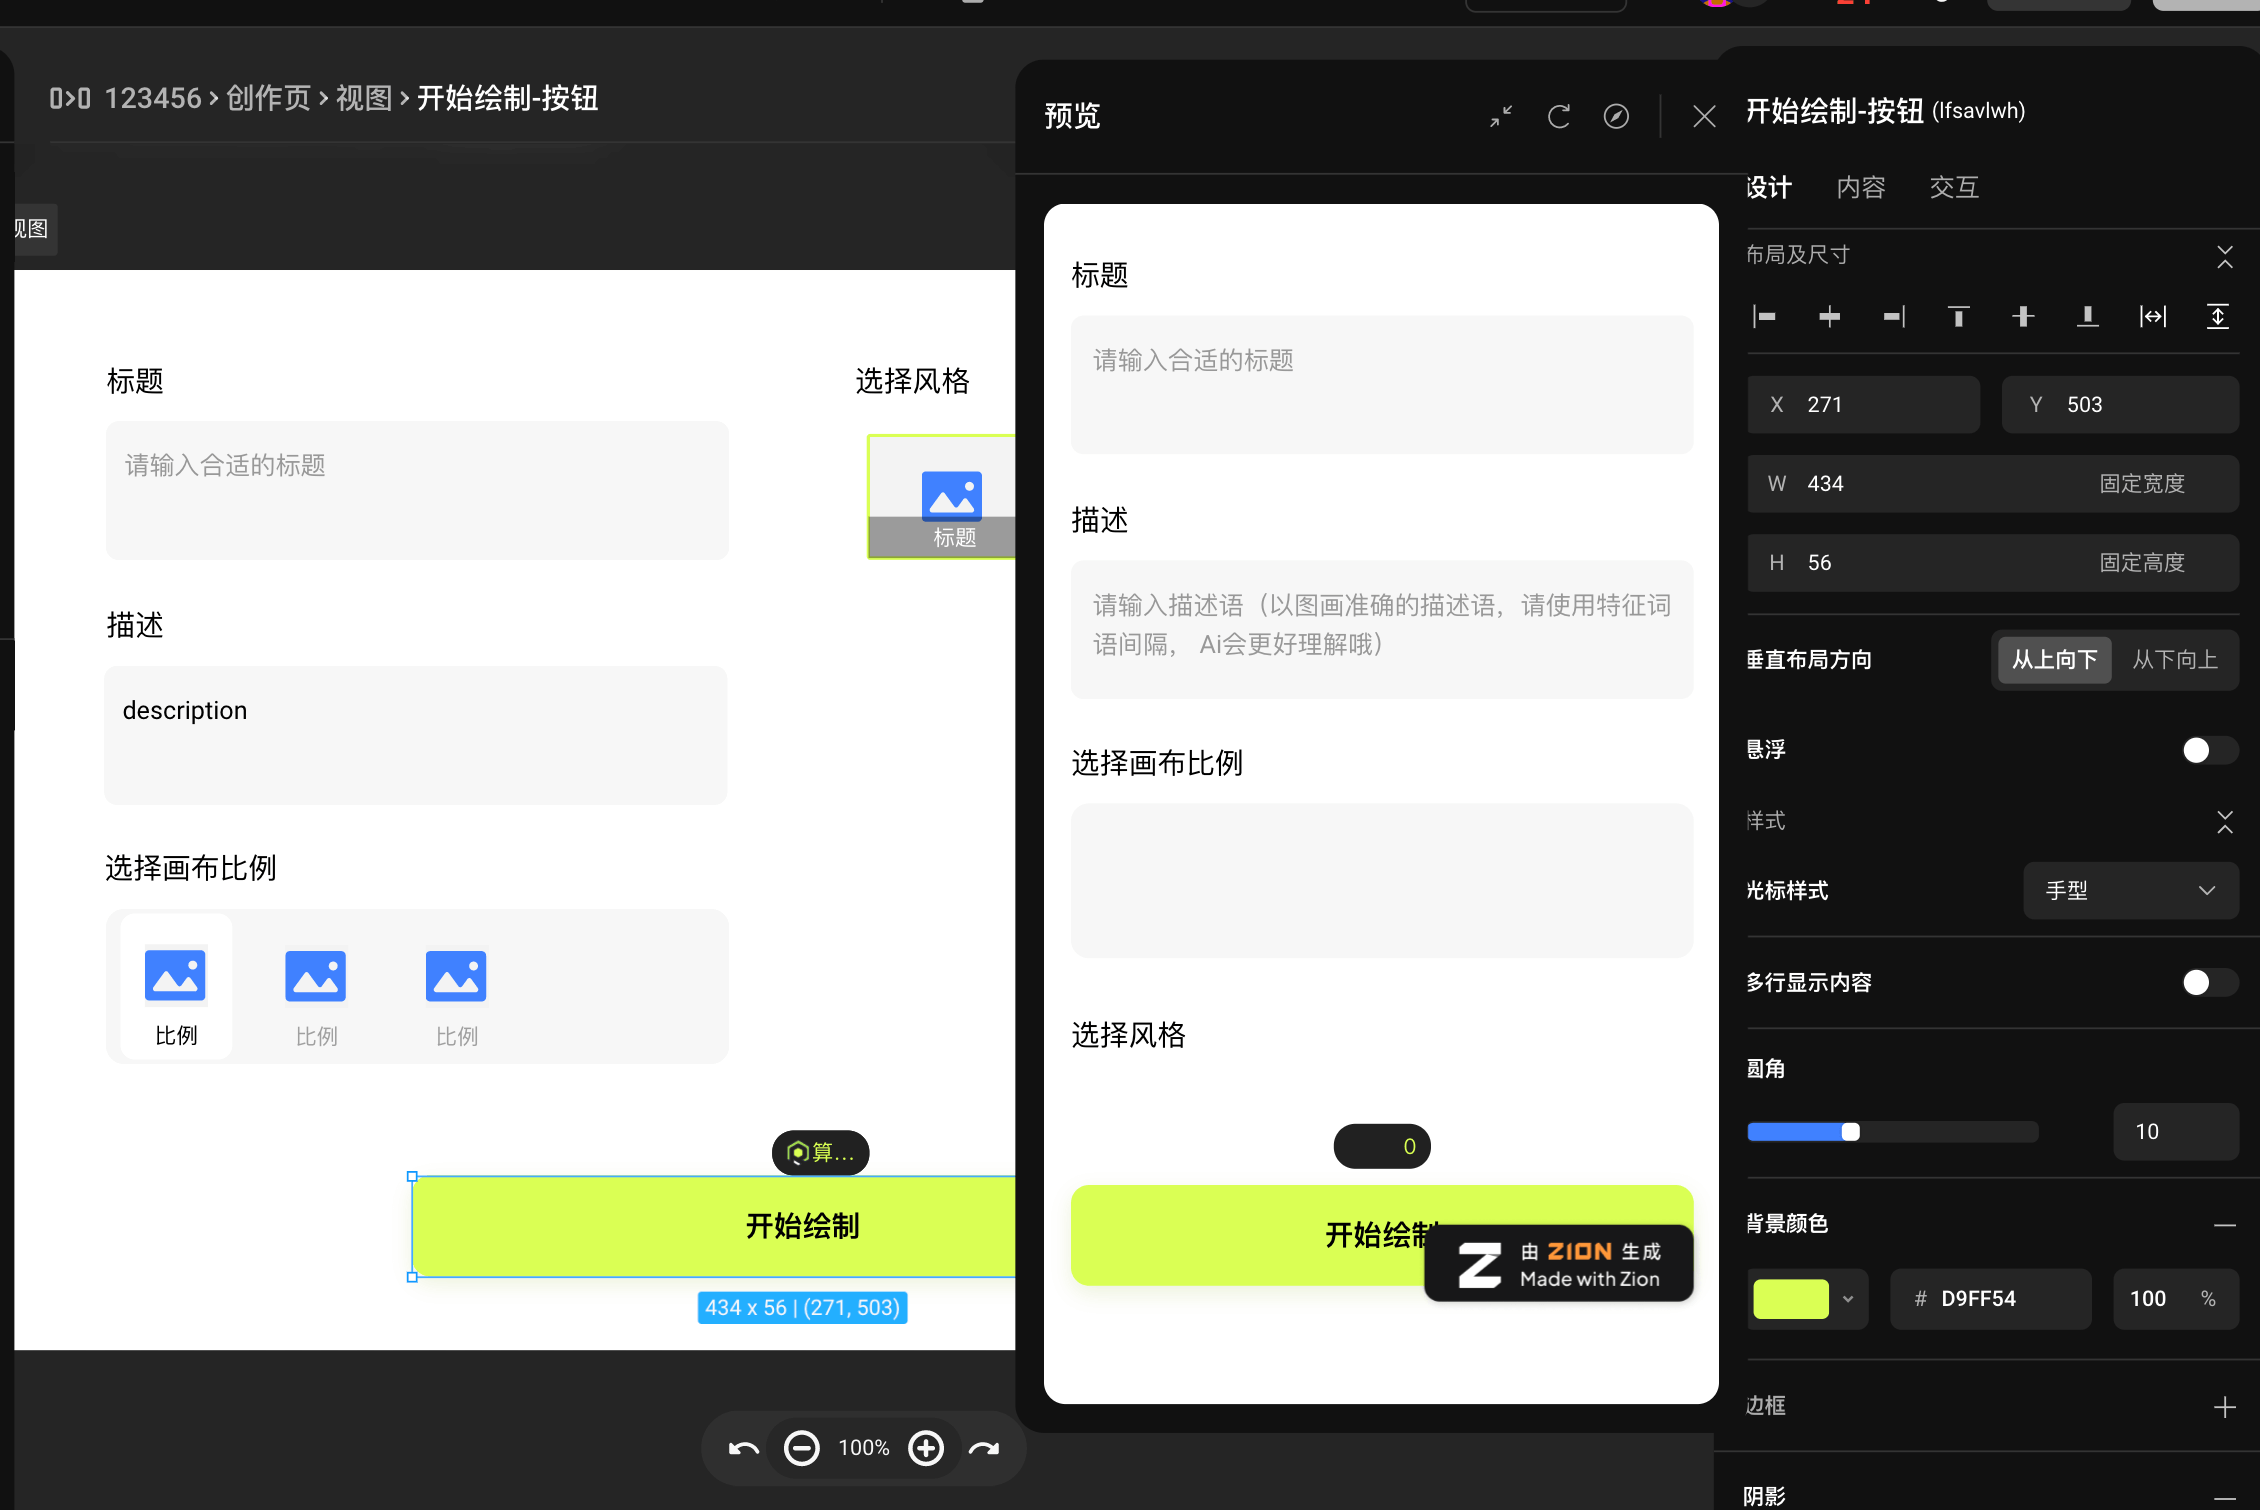 123456 > 创作页 > 视图 > 开始绘制-按钮
视图
标题
请输入合适的标题
描述
description
选择画布比例
比例
比例
比例
选择风格
标题
算...
开始绘制
434 x 56 | (271, 503)
100%
预览
标题
请输入合适的标题
描述
请输入描述语（以图画准确的描述语，请使用特征词
语间隔， Ai会更好理解哦）
选择画布比例
选择风格
0
开始绘制
由 ZION 生成
Made with Zion
开始绘制-按钮 (lfsavlwh)
设计 内容 交互
布局及尺寸
X 271 Y 503
W 434 固定宽度
H 56 固定高度
垂直布局方向 从上向下 从下向上
悬浮
样式
光标样式 手型
多行显示内容
圆角
10
背景颜色
# D9FF54 100 %
边框
阴影